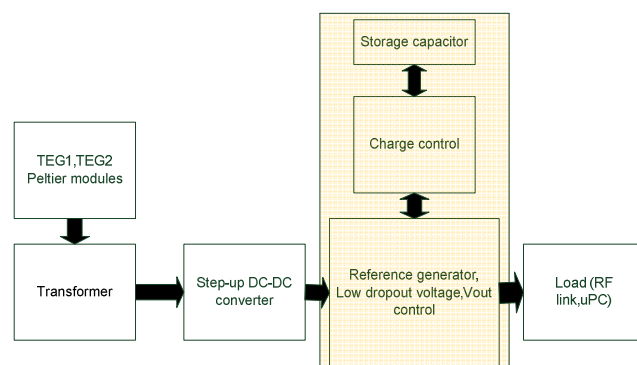 Storage capacitor
Charge control
TEG1,TEG2
Peltier modules
Transformer
Step-up DC-DC
converter
Reference generator,
Low dropout voltage,Vout
control
Load (RF
link,uPC)